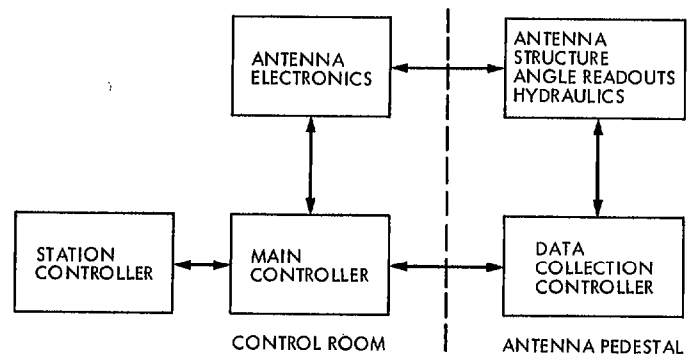 ANTENNA
ELECTRONICS
ANTENNA
STRUCTURE
ANGLE READOUTS
HYDRAULICS
STATION
CONTROLLER
MAIN
CONTROLLER
DATA
COLLECTION
CONTROLLER
CONTROL ROOM
ANTENNA PEDESTAL